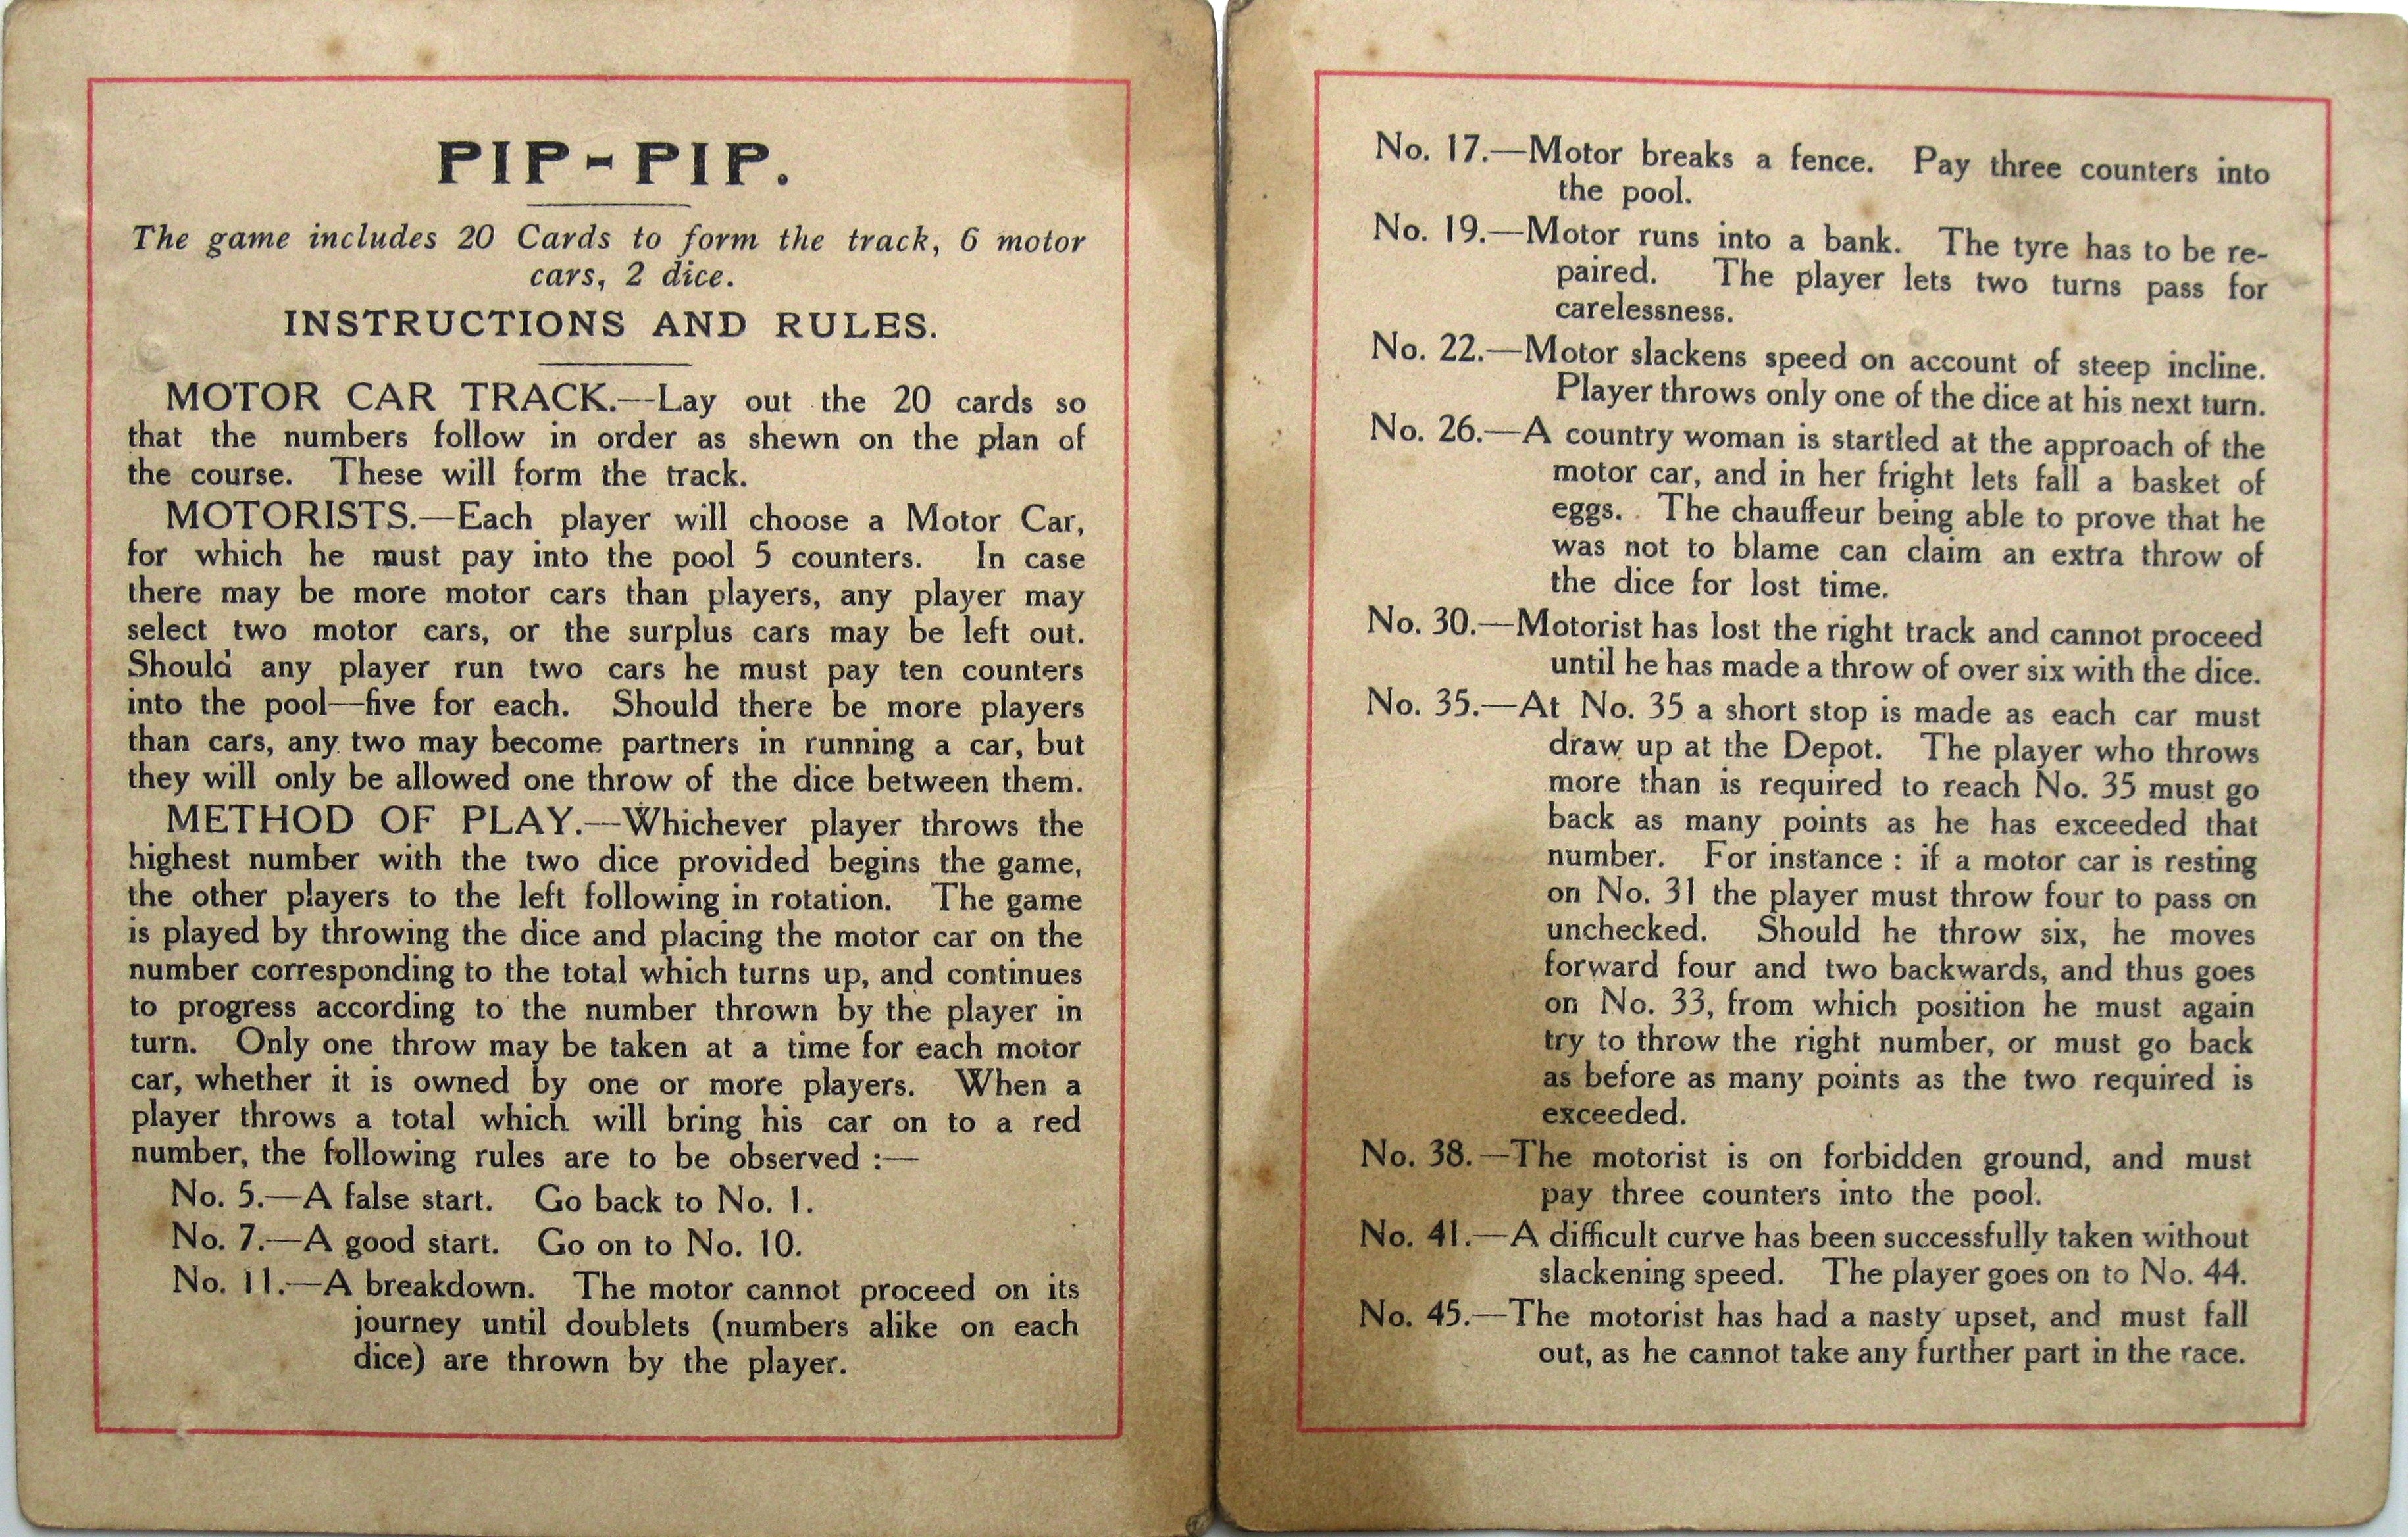 PIP-PIP.
The game includes 20 Cards to form the track, 6 motor
cars, 2 dice.
INSTRUCTIONS AND RULES.
MOTOR CAR TRACK.—Lay out the 20 cards so
that the numbers follow in order as shewn on the plan of
the course. These will form the track.
MOTORISTS.—Each player will choose a Motor Car,
for which he must pay into the pool 5 counters. In case
there may be more motor cars than players, any player may
select two motor cars, or the surplus cars may be left out.
Should any player run two cars he must pay ten counters
into the pool—five for each. Should there be more players
than cars, any two may become partners in running a car, but
they will only be allowed one throw of the dice between them.
METHOD OF PLAY.—Whichever player throws the
highest number with the two dice provided begins the game,
the other players to the left following in rotation. The game
is played by throwing the dice and placing the motor car on the
number corresponding to the total which turns up, and continues
to progress according to the number thrown by the player in
turn. Only one throw may be taken at a time for each motor
car, whether it is owned by one or more players. When a
player throws a total which will bring his car on to a red
number, the following rules are to be observed :—
No. 5.—A false start. Go back to No. 1.
No. 7.—A good start. Go on to No. 10.
No. 11.—A breakdown. The motor cannot proceed on its
journey until doublets (numbers alike on each
dice) are thrown by the player.
No. 17.—Motor breaks a fence. Pay three counters into
the pool.
No. 19.—Motor runs into a bank. The tyre has to be re-
paired. The player lets two turns pass for
carelessness.
No. 22.—Motor slackens speed on account of steep incline.
Player throws only one of the dice at his next turn.
No. 26.—A country woman is startled at the approach of the
motor car, and in her fright lets fall a basket of
eggs. The chauffeur being able to prove that he
was not to blame can claim an extra throw of
the dice for lost time.
No. 30.—Motorist has lost the right track and cannot proceed
until he has made a throw of over six with the dice.
No. 35.—At No. 35 a short stop is made as each car must
draw up at the Depot. The player who throws
more than is required to reach No. 35 must go
back as many points as he has exceeded that
number. For instance : if a motor car is resting
on No. 31 the player must throw four to pass on
unchecked. Should he throw six, he moves
forward four and two backwards, and thus goes
on No. 33, from which position he must again
try to throw the right number, or must go back
as before as many points as the two required is
exceeded.
No. 38.—The motorist is on forbidden ground, and must
pay three counters into the pool.
No. 41.—A difficult curve has been successfully taken without
slackening speed. The player goes on to No. 44.
No. 45.—The motorist has had a nasty upset, and must fall
out, as he cannot take any further part in the race.